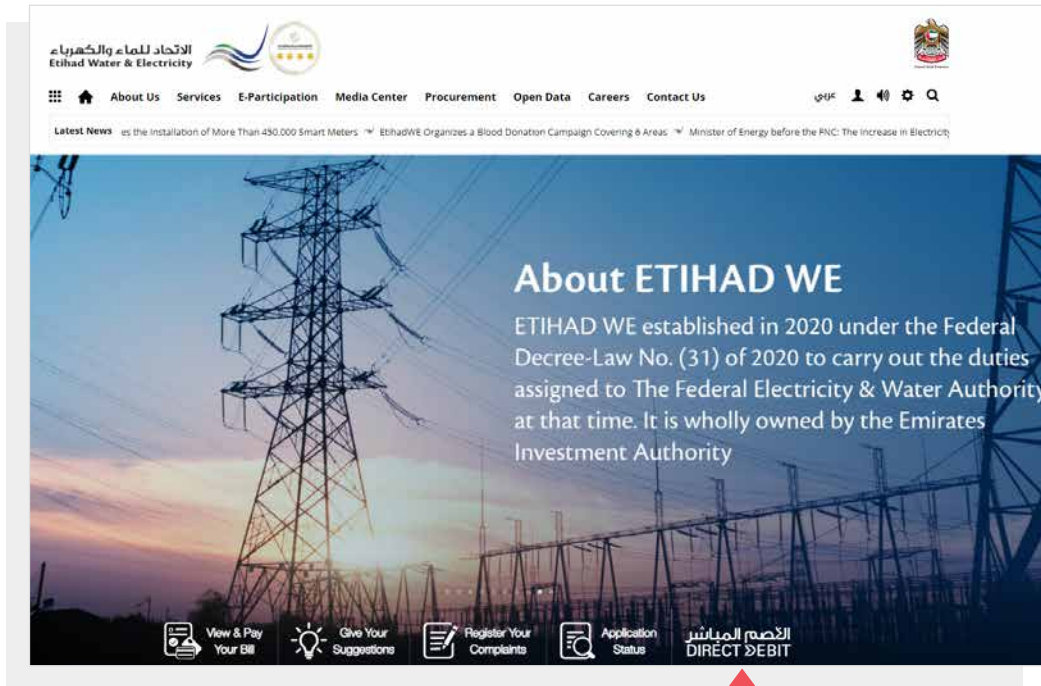 الاتحاد للماء والكهرباء
Etihad Water & Electricity
About Us Services E-Participation Media Center Procurement Open Data Careers Contact Us عربي
Latest News es the Installation of More Than 450,000 Smart Meters EtihadWE Organizes a Blood Donation Campaign Covering 6 Areas Minister of Energy before the FNC: The Increase in Electricity
About ETIHAD WE
ETIHAD WE established in 2020 under the Federal
Decree-Law No. (31) of 2020 to carry out the duties
assigned to The Federal Electricity & Water Authority
at that time. It is wholly owned by the Emirates
Investment Authority
View & Pay
Your Bill
Give Your
Suggestions
Register Your
Complaints
Application
Status
الخصم المباشر
DIRECT DEBIT